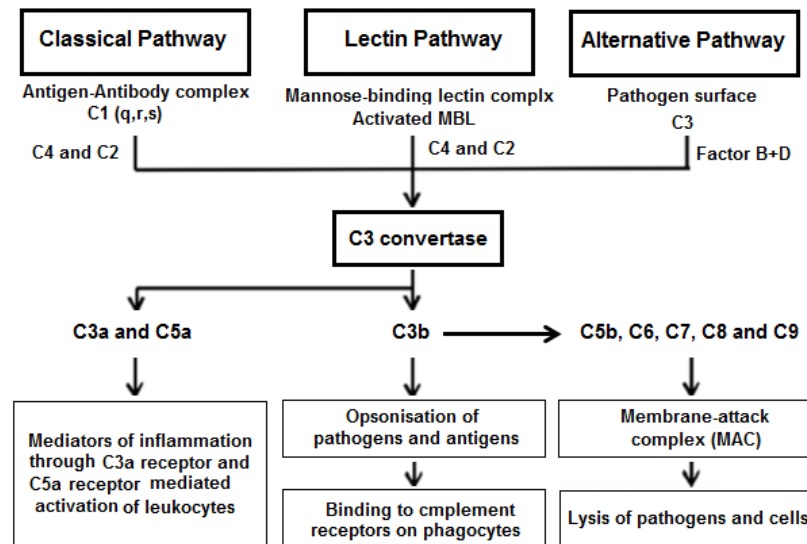 Classical Pathway
Lectin Pathway
Alternative Pathway
Antigen-Antibody complex
C1 (q,r,s)
Mannose-binding lectin complx
Activated MBL
Pathogen surface
C3
C4 and C2
C4 and C2
Factor B+D
C3 convertase
C3a and C5a
C3b
C5b, C6, C7, C8 and C9
Mediators of inflammation
through C3a receptor and
C5a receptor mediated
activation of leukocytes
Opsonisation of
pathogens and antigens
Membrane-attack
complex (MAC)
Binding to cmplement
receptors on phagocytes
Lysis of pathogens and cells